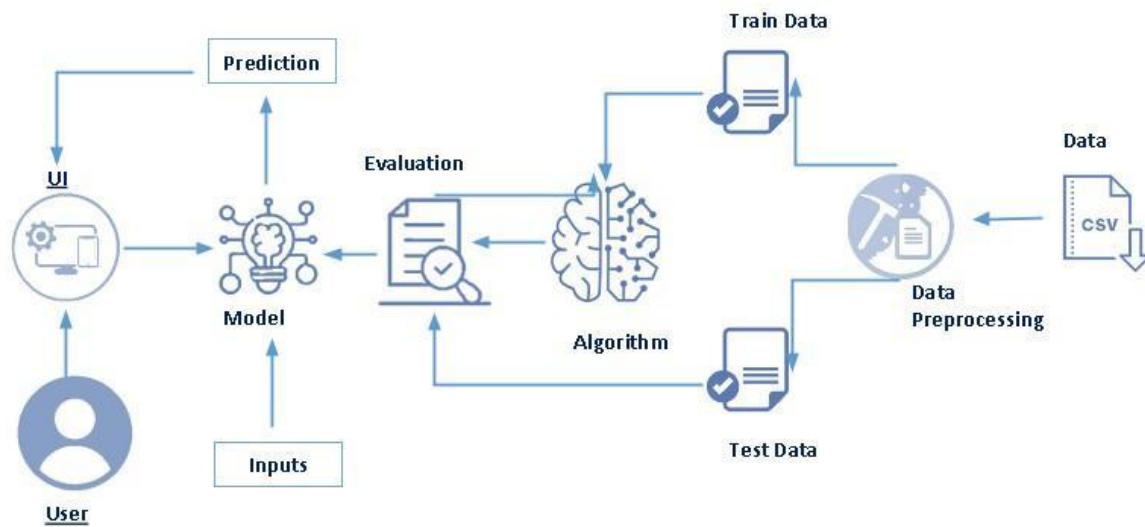 Train Data
Prediction
Data
Evaluation
UI
CSV
Model
Data
Preprocessing
Algorithm
Test Data
Inputs
User